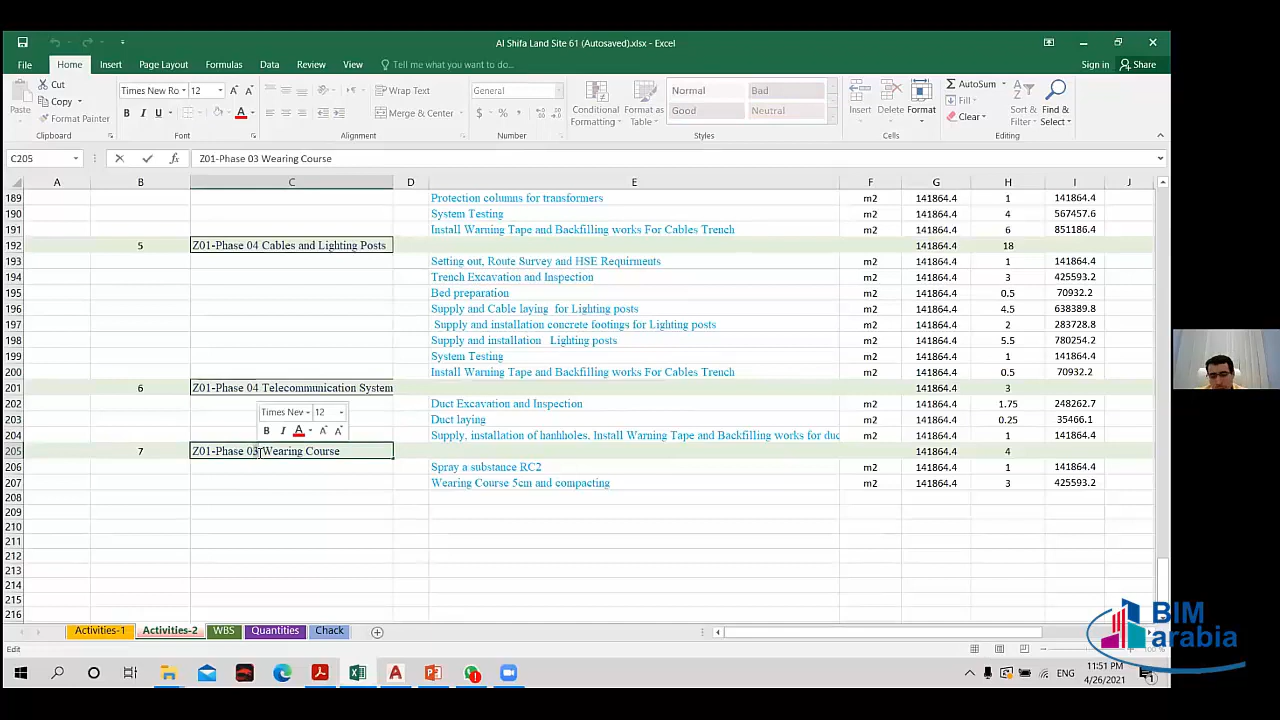 Al Shifa Land Site 61 (Autosaved).xlsx - Excel
File Home Insert Page Layout Formulas Data Review View Tell me what you want to do... Sign in Share
Cut Times New Ro 12 Wrap Text General Normal Bad AutoSum
Paste Copy Conditional Format as Insert Delete Format Fill Sort & Find &
Format Painter B I U A Merge & Center $ % Formatting Table Good Neutral Clear Filter Select
Clipboard Font Alignment Number Styles Cells Editing
C205 fx Z01-Phase 03 Wearing Course
A B C D E F G H I J
189 Protection columns for transformers m2 141864.4 1 141864.4
190 System Testing m2 141864.4 4 567457.6
191 Install Warning Tape and Backfilling works For Cables Trench m2 141864.4 6 851186.4
192 5 Z01-Phase 04 Cables and Lighting Posts 141864.4 18
193 Setting out, Route Survey and HSE Requirments m2 141864.4 1 141864.4
194 Trench Excavation and Inspection m2 141864.4 3 425593.2
195 Bed preparation m2 141864.4 0.5 70932.2
196 Supply and Cable laying for Lighting posts m2 141864.4 4.5 638389.8
197 Supply and installation concrete footings for Lighting posts m2 141864.4 2 283728.8
198 Supply and installation Lighting posts m2 141864.4 5.5 780254.2
199 System Testing m2 141864.4 1 141864.4
200 Install Warning Tape and Backfilling works For Cables Trench m2 141864.4 0.5 70932.2
201 6 Z01-Phase 04 Telecommunication System 141864.4 3
202 Duct Excavation and Inspection m2 141864.4 1.75 248262.7
Times Nev 12
203 Duct laying m2 141864.4 0.25 35466.1
B I A
204 Supply, installation of hanhholes, Install Warning Tape and Backfilling works for duc m2 141864.4 1 141864.4
205 7 Z01-Phase 03 Wearing Course 141864.4 4
206 Spray a substance RC2 m2 141864.4 1 141864.4
207 Wearing Course 5cm and compacting m2 141864.4 3 425593.2
208
209
210
211
212
213
214
215
216
Activities-1 Activities-2 WBS Quantities Chack
Edit
ENG 11:51 PM
4/26/2021
BIM
arabia